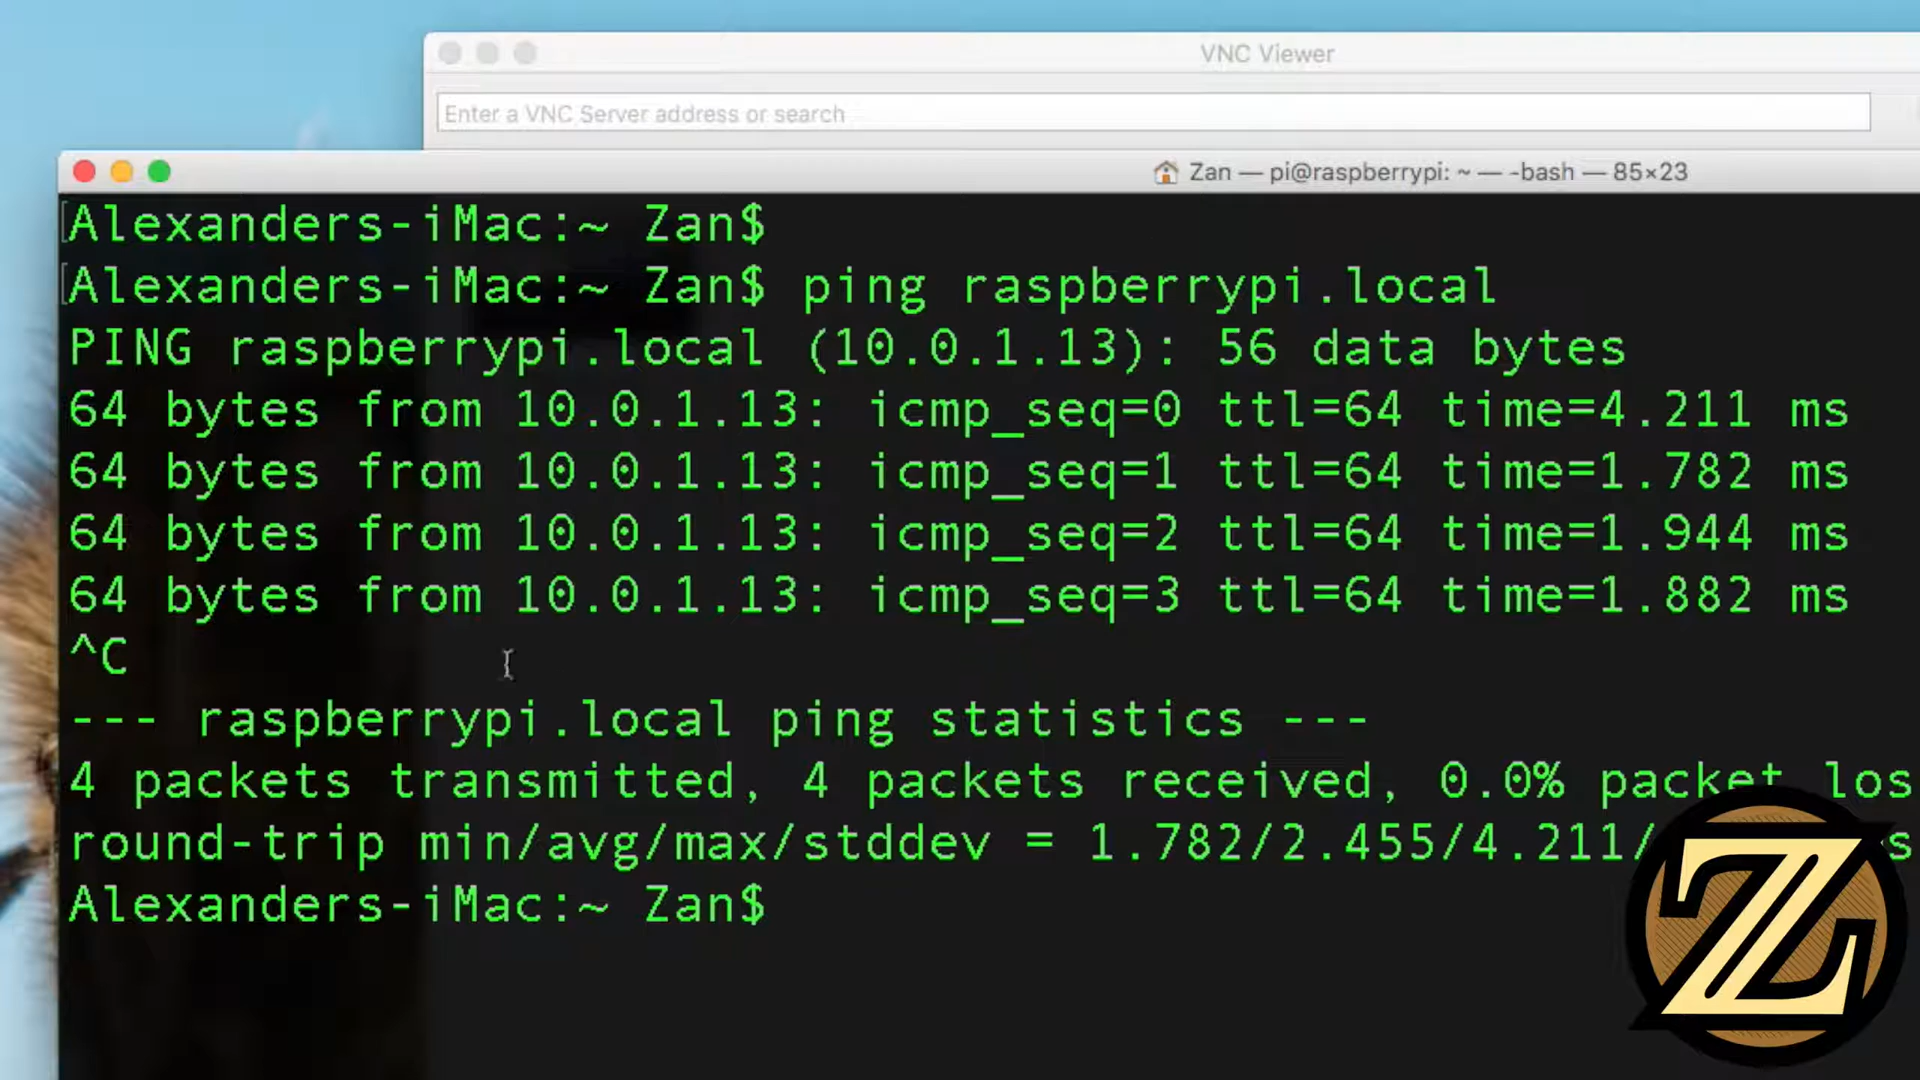 VNC Viewer
Enter a VNC Server address or search
Zan — pi@raspberrypi: ~ — -bash — 85×23
[Alexanders-iMac:~ Zan$
[Alexanders-iMac:~ Zan$ ping raspberrypi.local
PING raspberrypi.local (10.0.1.13): 56 data bytes
64 bytes from 10.0.1.13: icmp_seq=0 ttl=64 time=4.211 ms
64 bytes from 10.0.1.13: icmp_seq=1 ttl=64 time=1.782 ms
64 bytes from 10.0.1.13: icmp_seq=2 ttl=64 time=1.944 ms
64 bytes from 10.0.1.13: icmp_seq=3 ttl=64 time=1.882 ms
^C
--- raspberrypi.local ping statistics ---
4 packets transmitted, 4 packets received, 0.0% packet los
round-trip min/avg/max/stddev = 1.782/2.455/4.211/
Alexanders-iMac:~ Zan$
Z